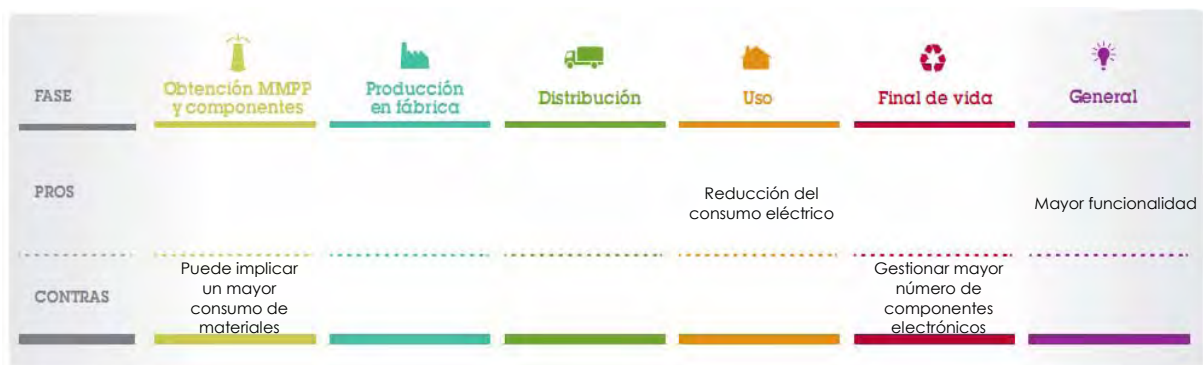 FASE
Obtención MMPP
y componentes
Producción
en fábrica
Distribución
Uso
Final de vida
General
PROS
Reducción del
consumo eléctrico
Mayor funcionalidad
CONTRAS
Puede implicar
un mayor
consumo de
materiales
Gestionar mayor
número de
componentes
electrónicos